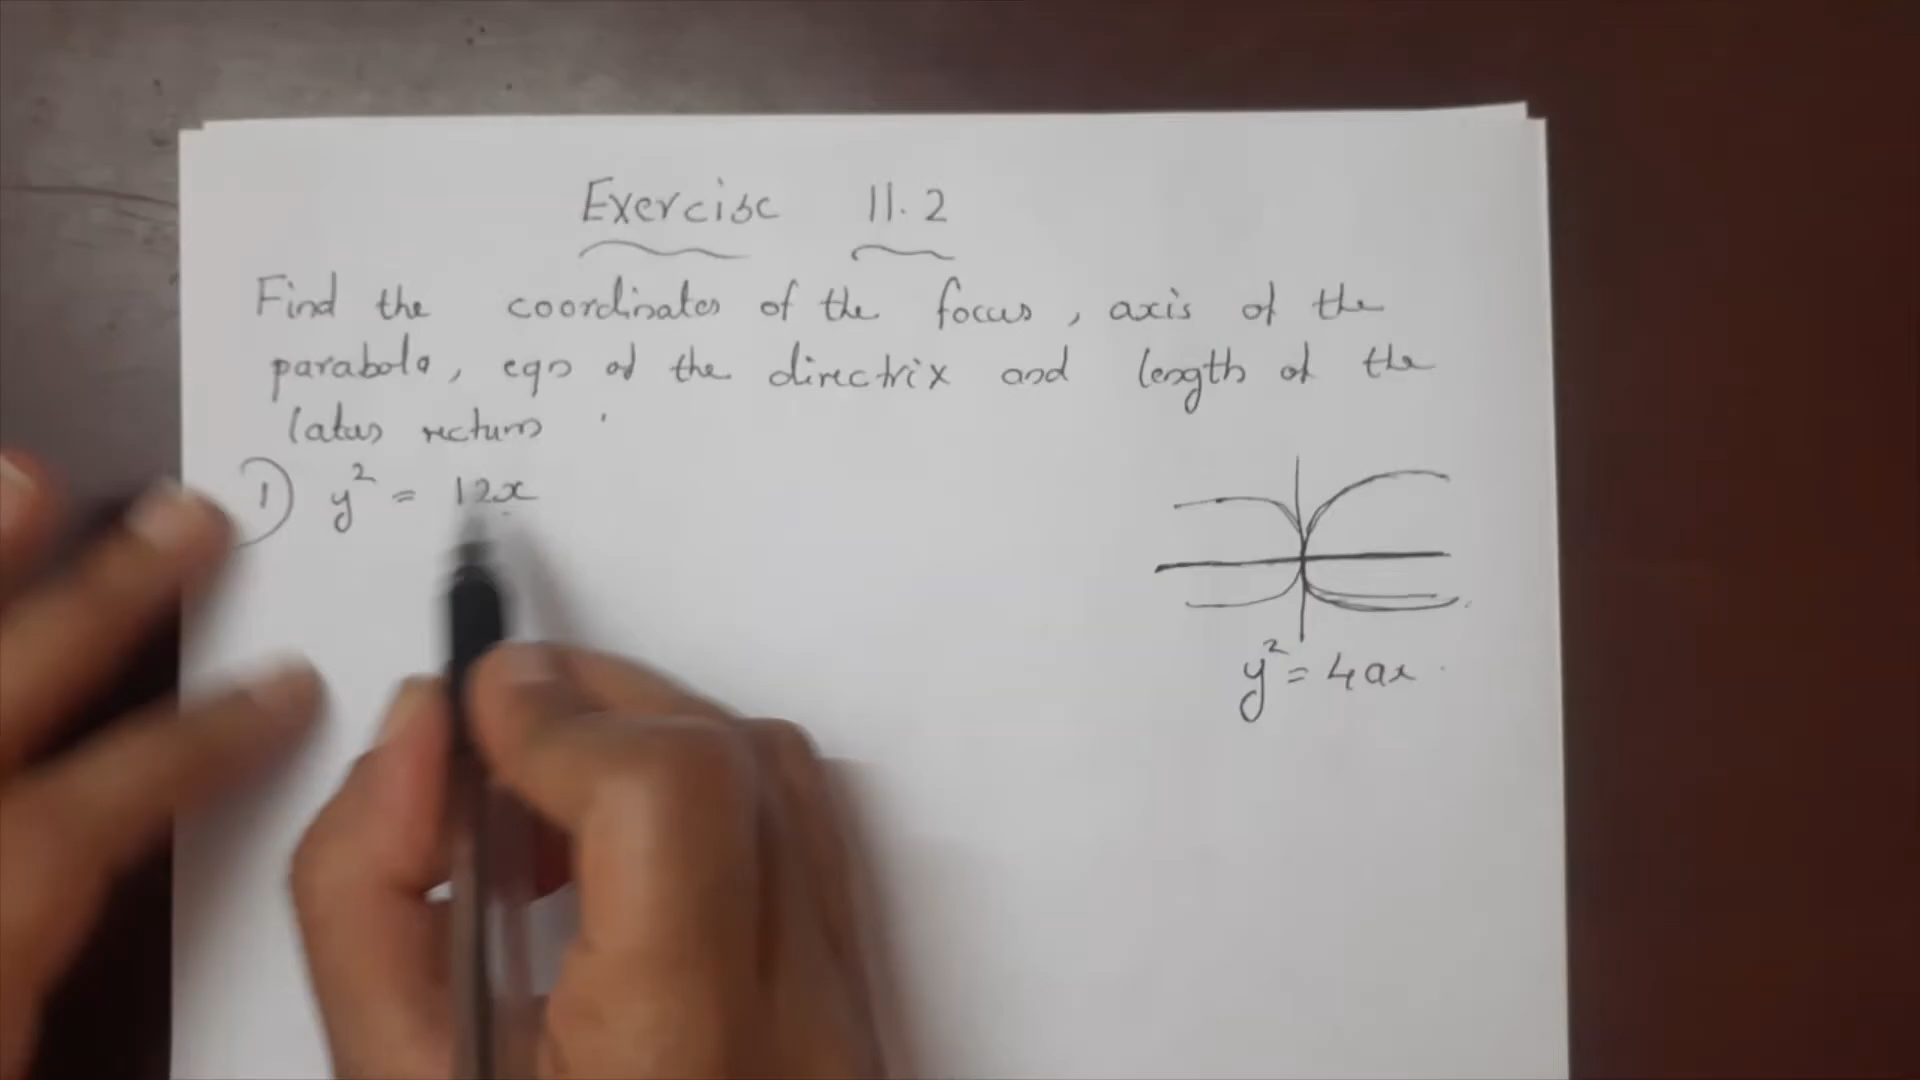 Exercise 11.2
Find the coordinates of the focus, axis of the
parabola, eqn of the directrix and length of the
latus rectum
1) y² = 12x
y² = 4ax